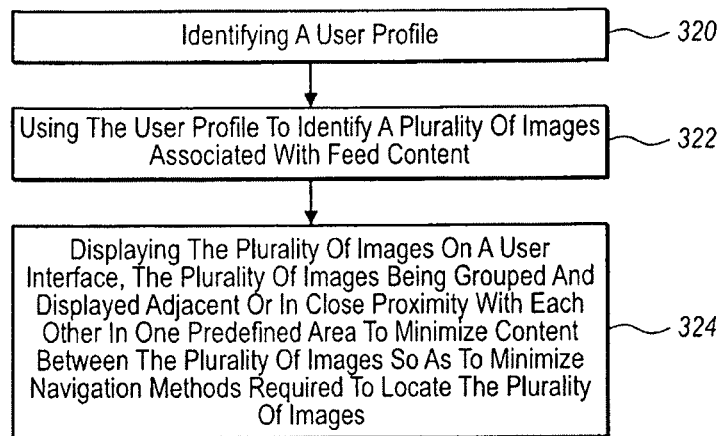 Identifying A User Profile
320
Using The User Profile To Identify A Plurality Of Images
Associated With Feed Content
322
Displaying The Plurality Of Images On A User
Interface, The Plurality Of Images Being Grouped And
Displayed Adjacent Or In Close Proximity With Each
Other In One Predefined Area To Minimize Content
Between The Plurality Of Images So As To Minimize
Navigation Methods Required To Locate The Plurality
Of Images
324